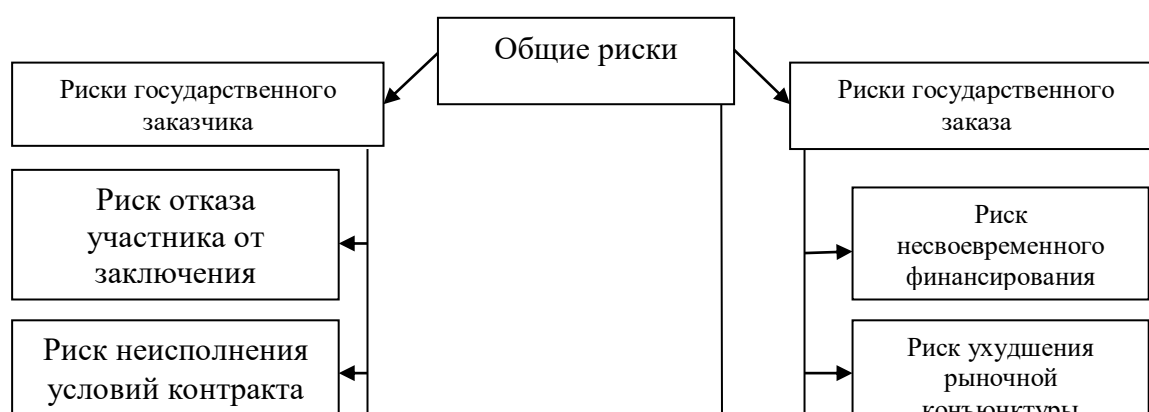 Общие риски
Риски государственного
заказчика
Риски государственного
заказа
Риск отказа
участника от
заключения
Риск
несвоевременного
финансирования
Риск неисполнения
условий контракта
Риск ухудшения
рыночной
конъюнктуры